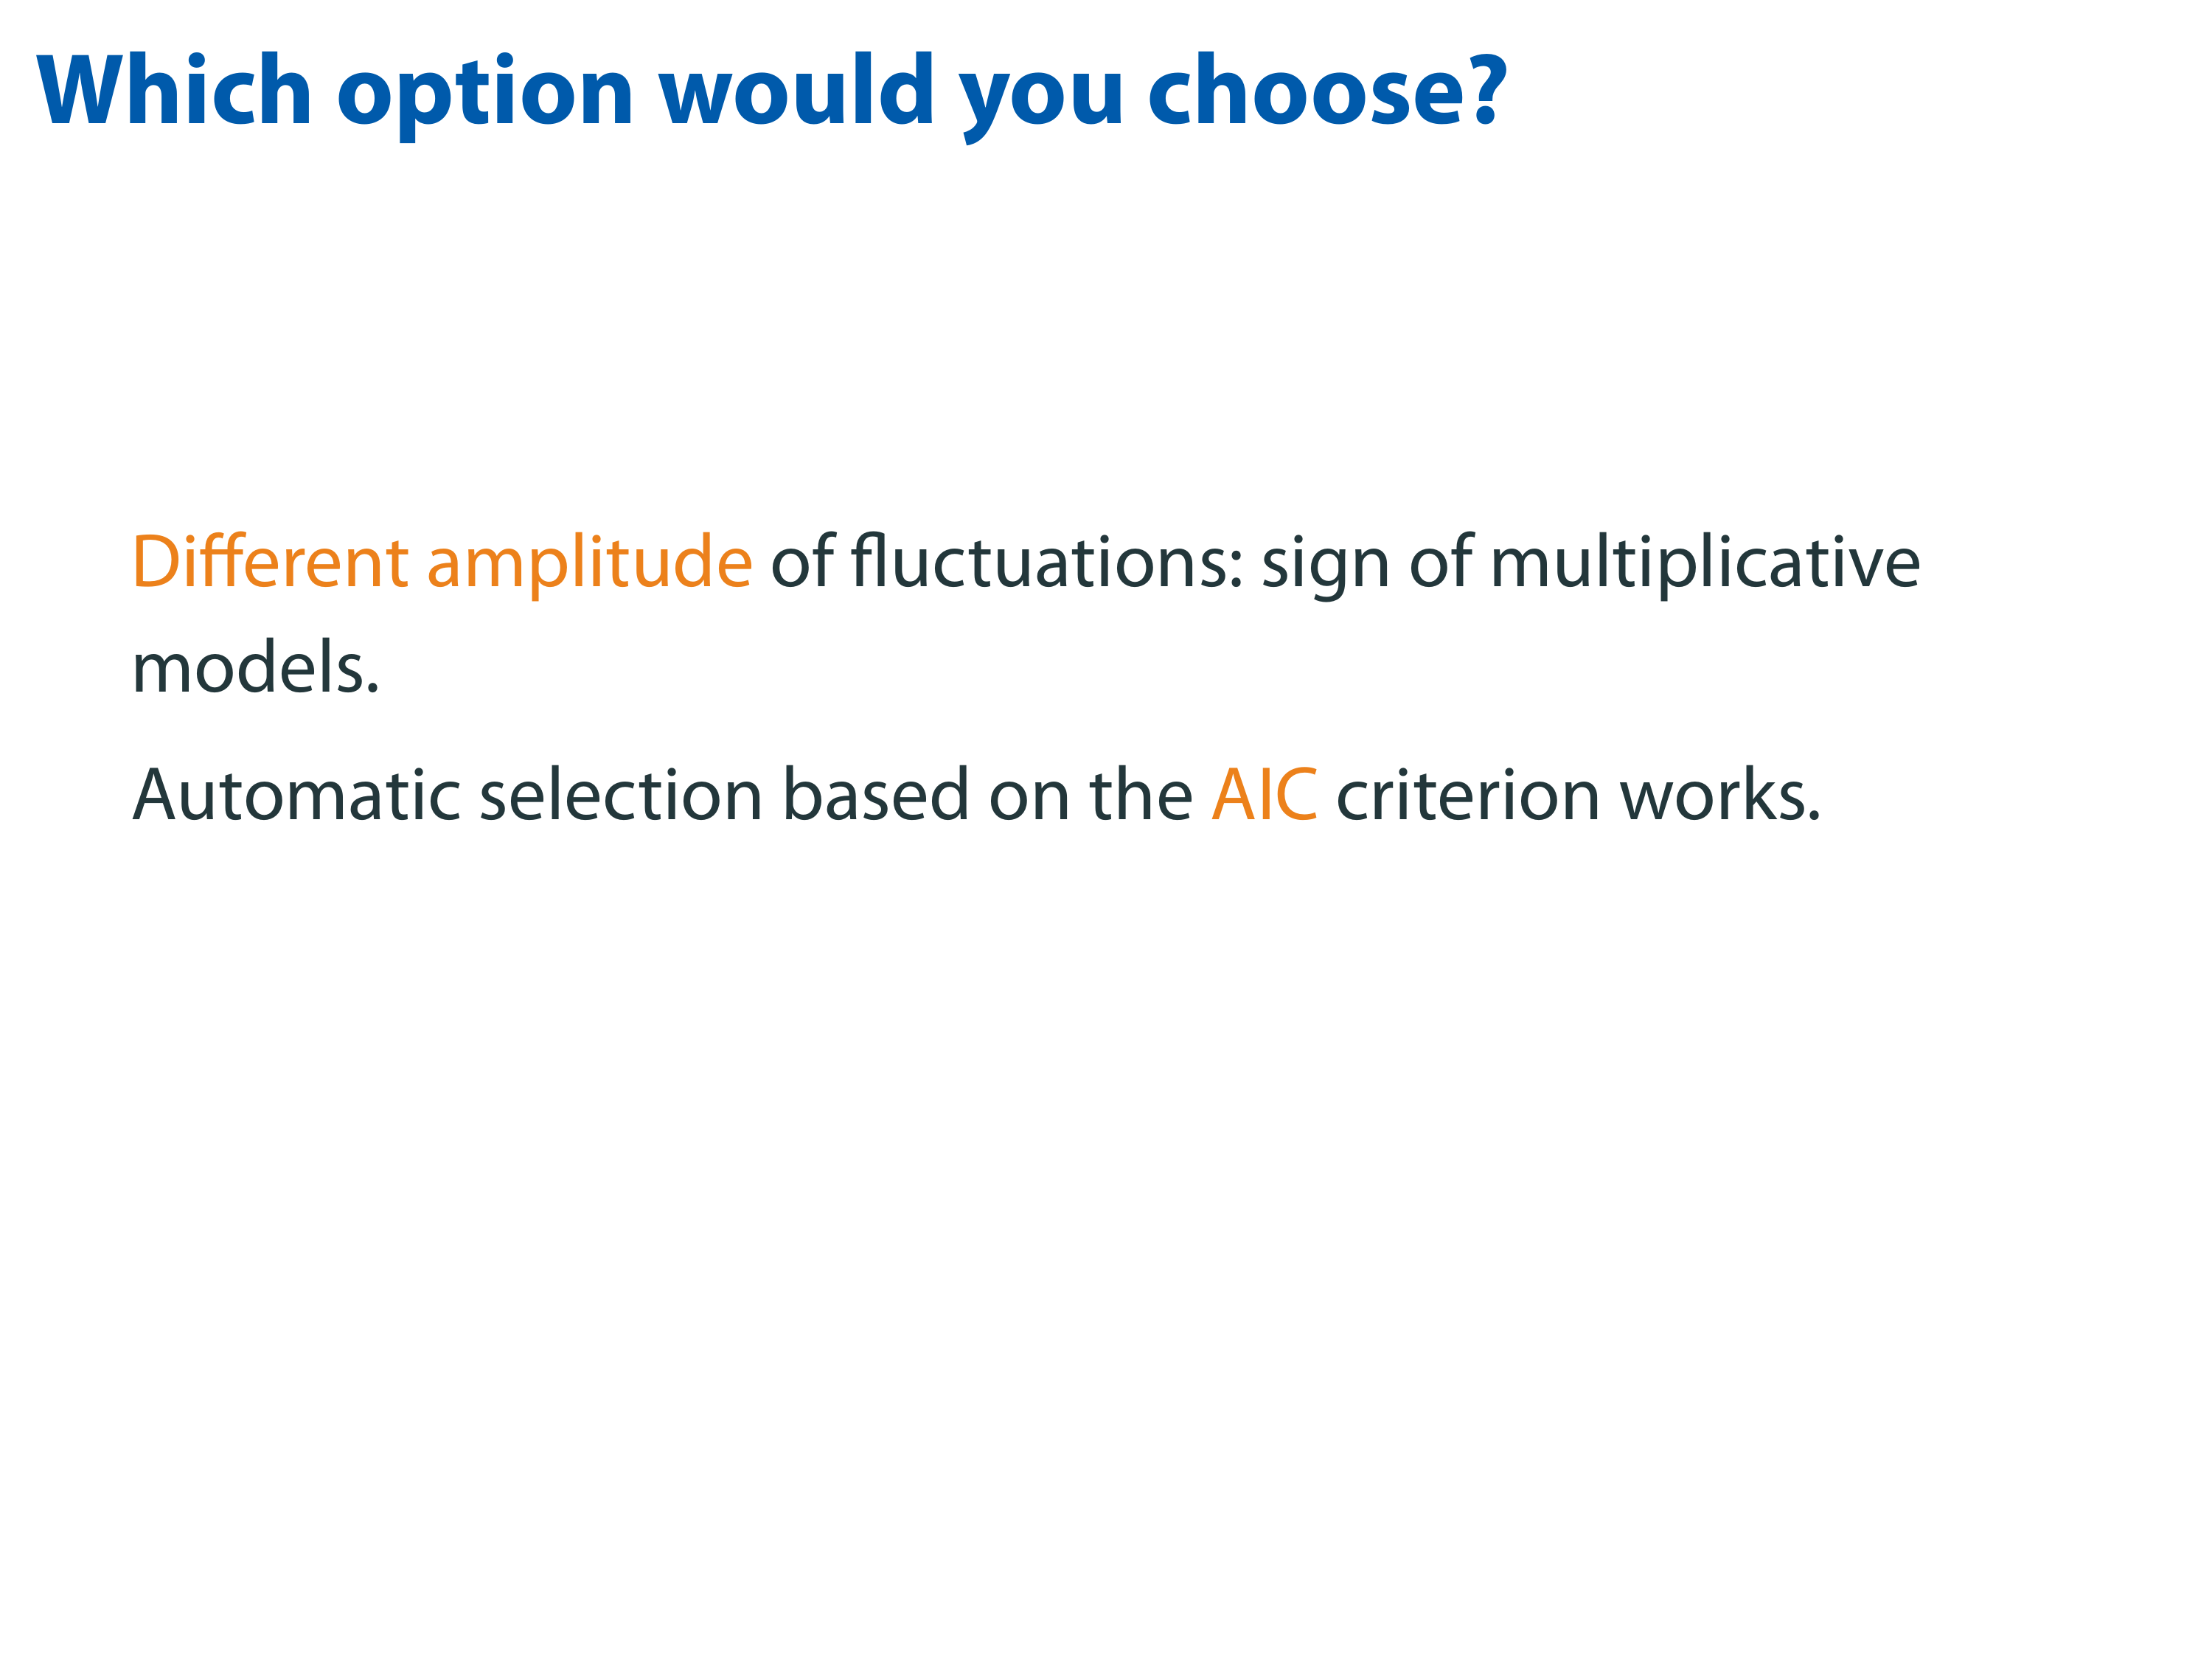 Which option would you choose?
Different amplitude of fluctuations: sign of multiplicative
models.
Automatic selection based on the AIC criterion works.